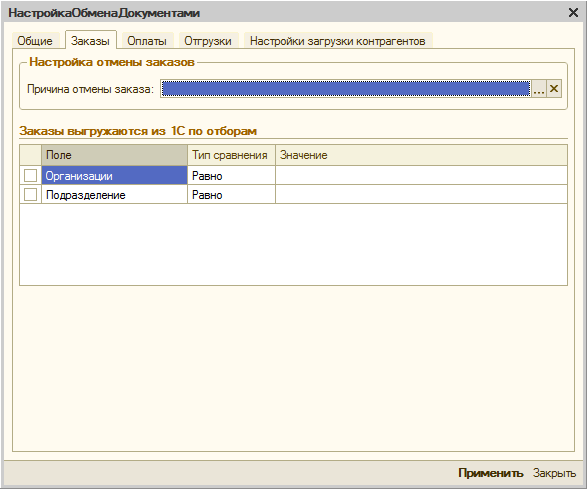 НастройкаОбменаДокументами
Общие Заказы Оплаты Отгрузки Настройки загрузки контрагентов
Настройка отмены заказов
Причина отмены заказа: ...
Заказы выгружаются из 1С по отборам
Поле Тип сравнения Значение
Организации Равно
Подразделение Равно
Применить Закрыть